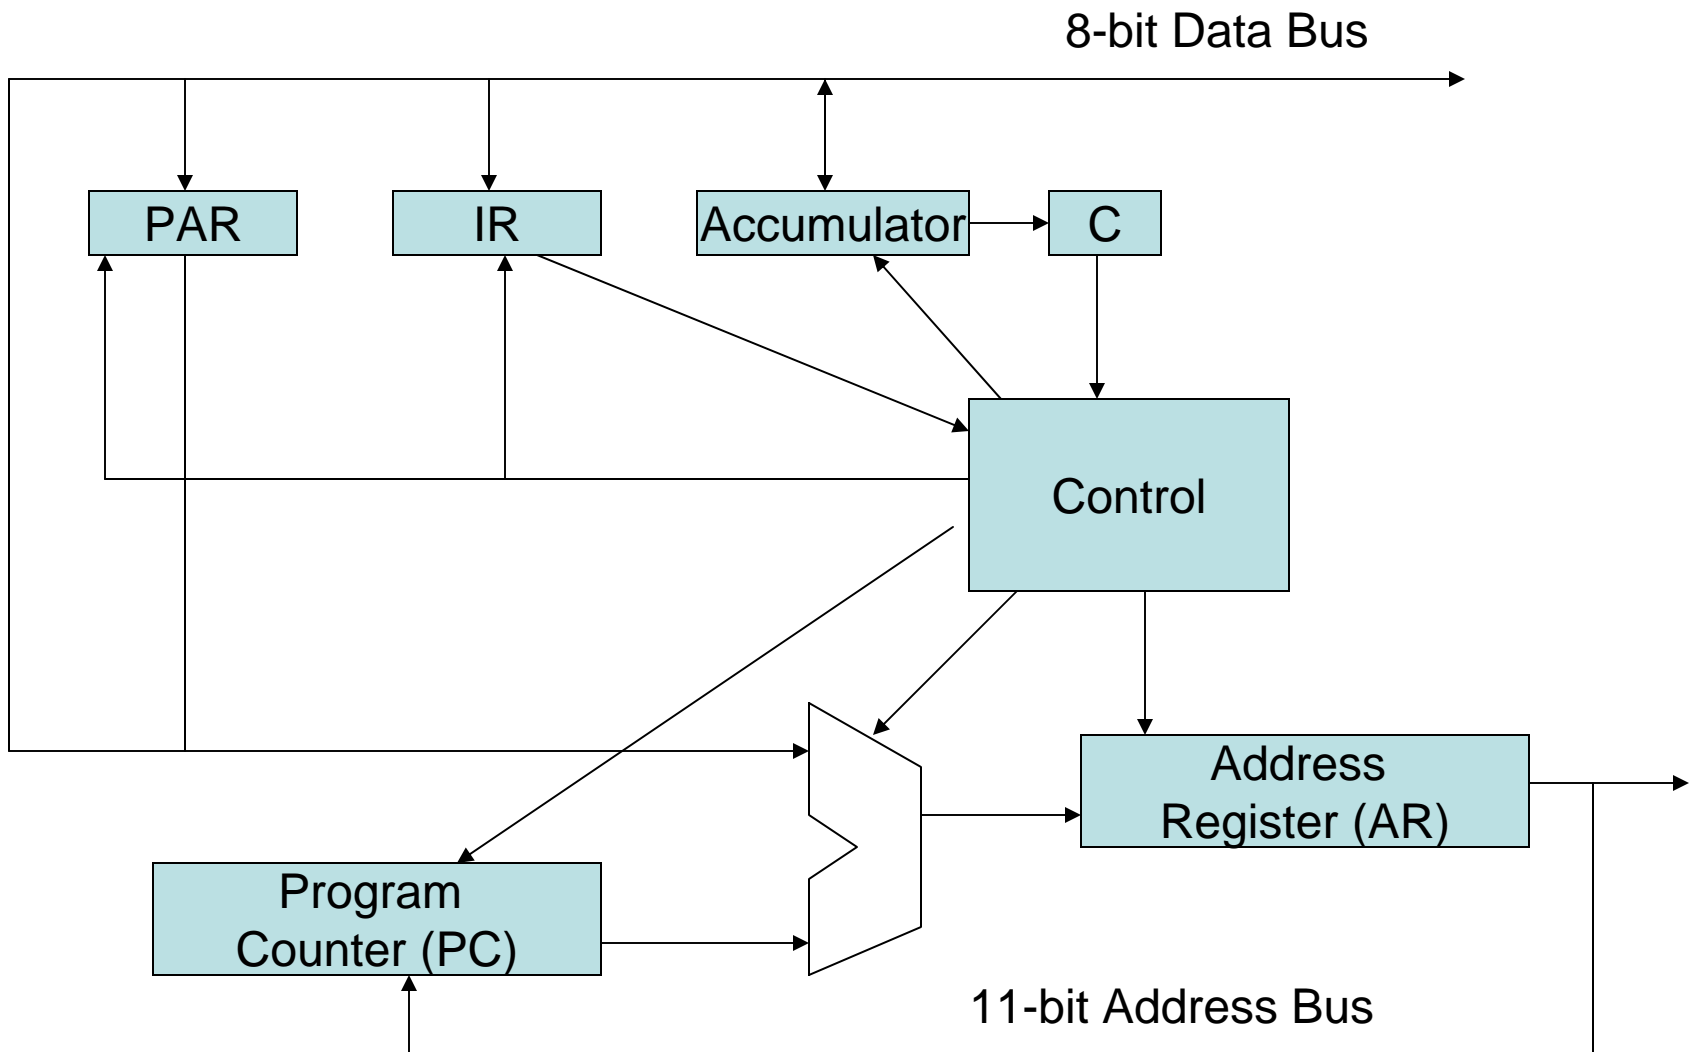 8-bit Data Bus
PAR
IR
Accumulator
C
Control
Address
Register (AR)
Program
Counter (PC)
11-bit Address Bus